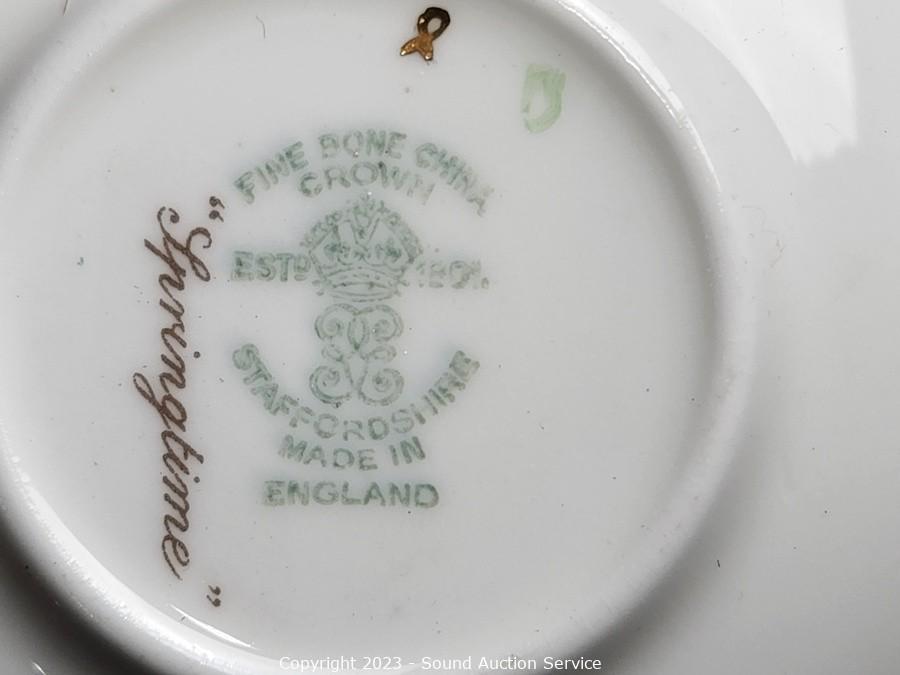 FINE BONE CHINA
CROWN
ESTD 1801.
STAFFORDSHIRE
MADE IN
ENGLAND
"Springtime"
Copyright 2023 - Sound Auction Service